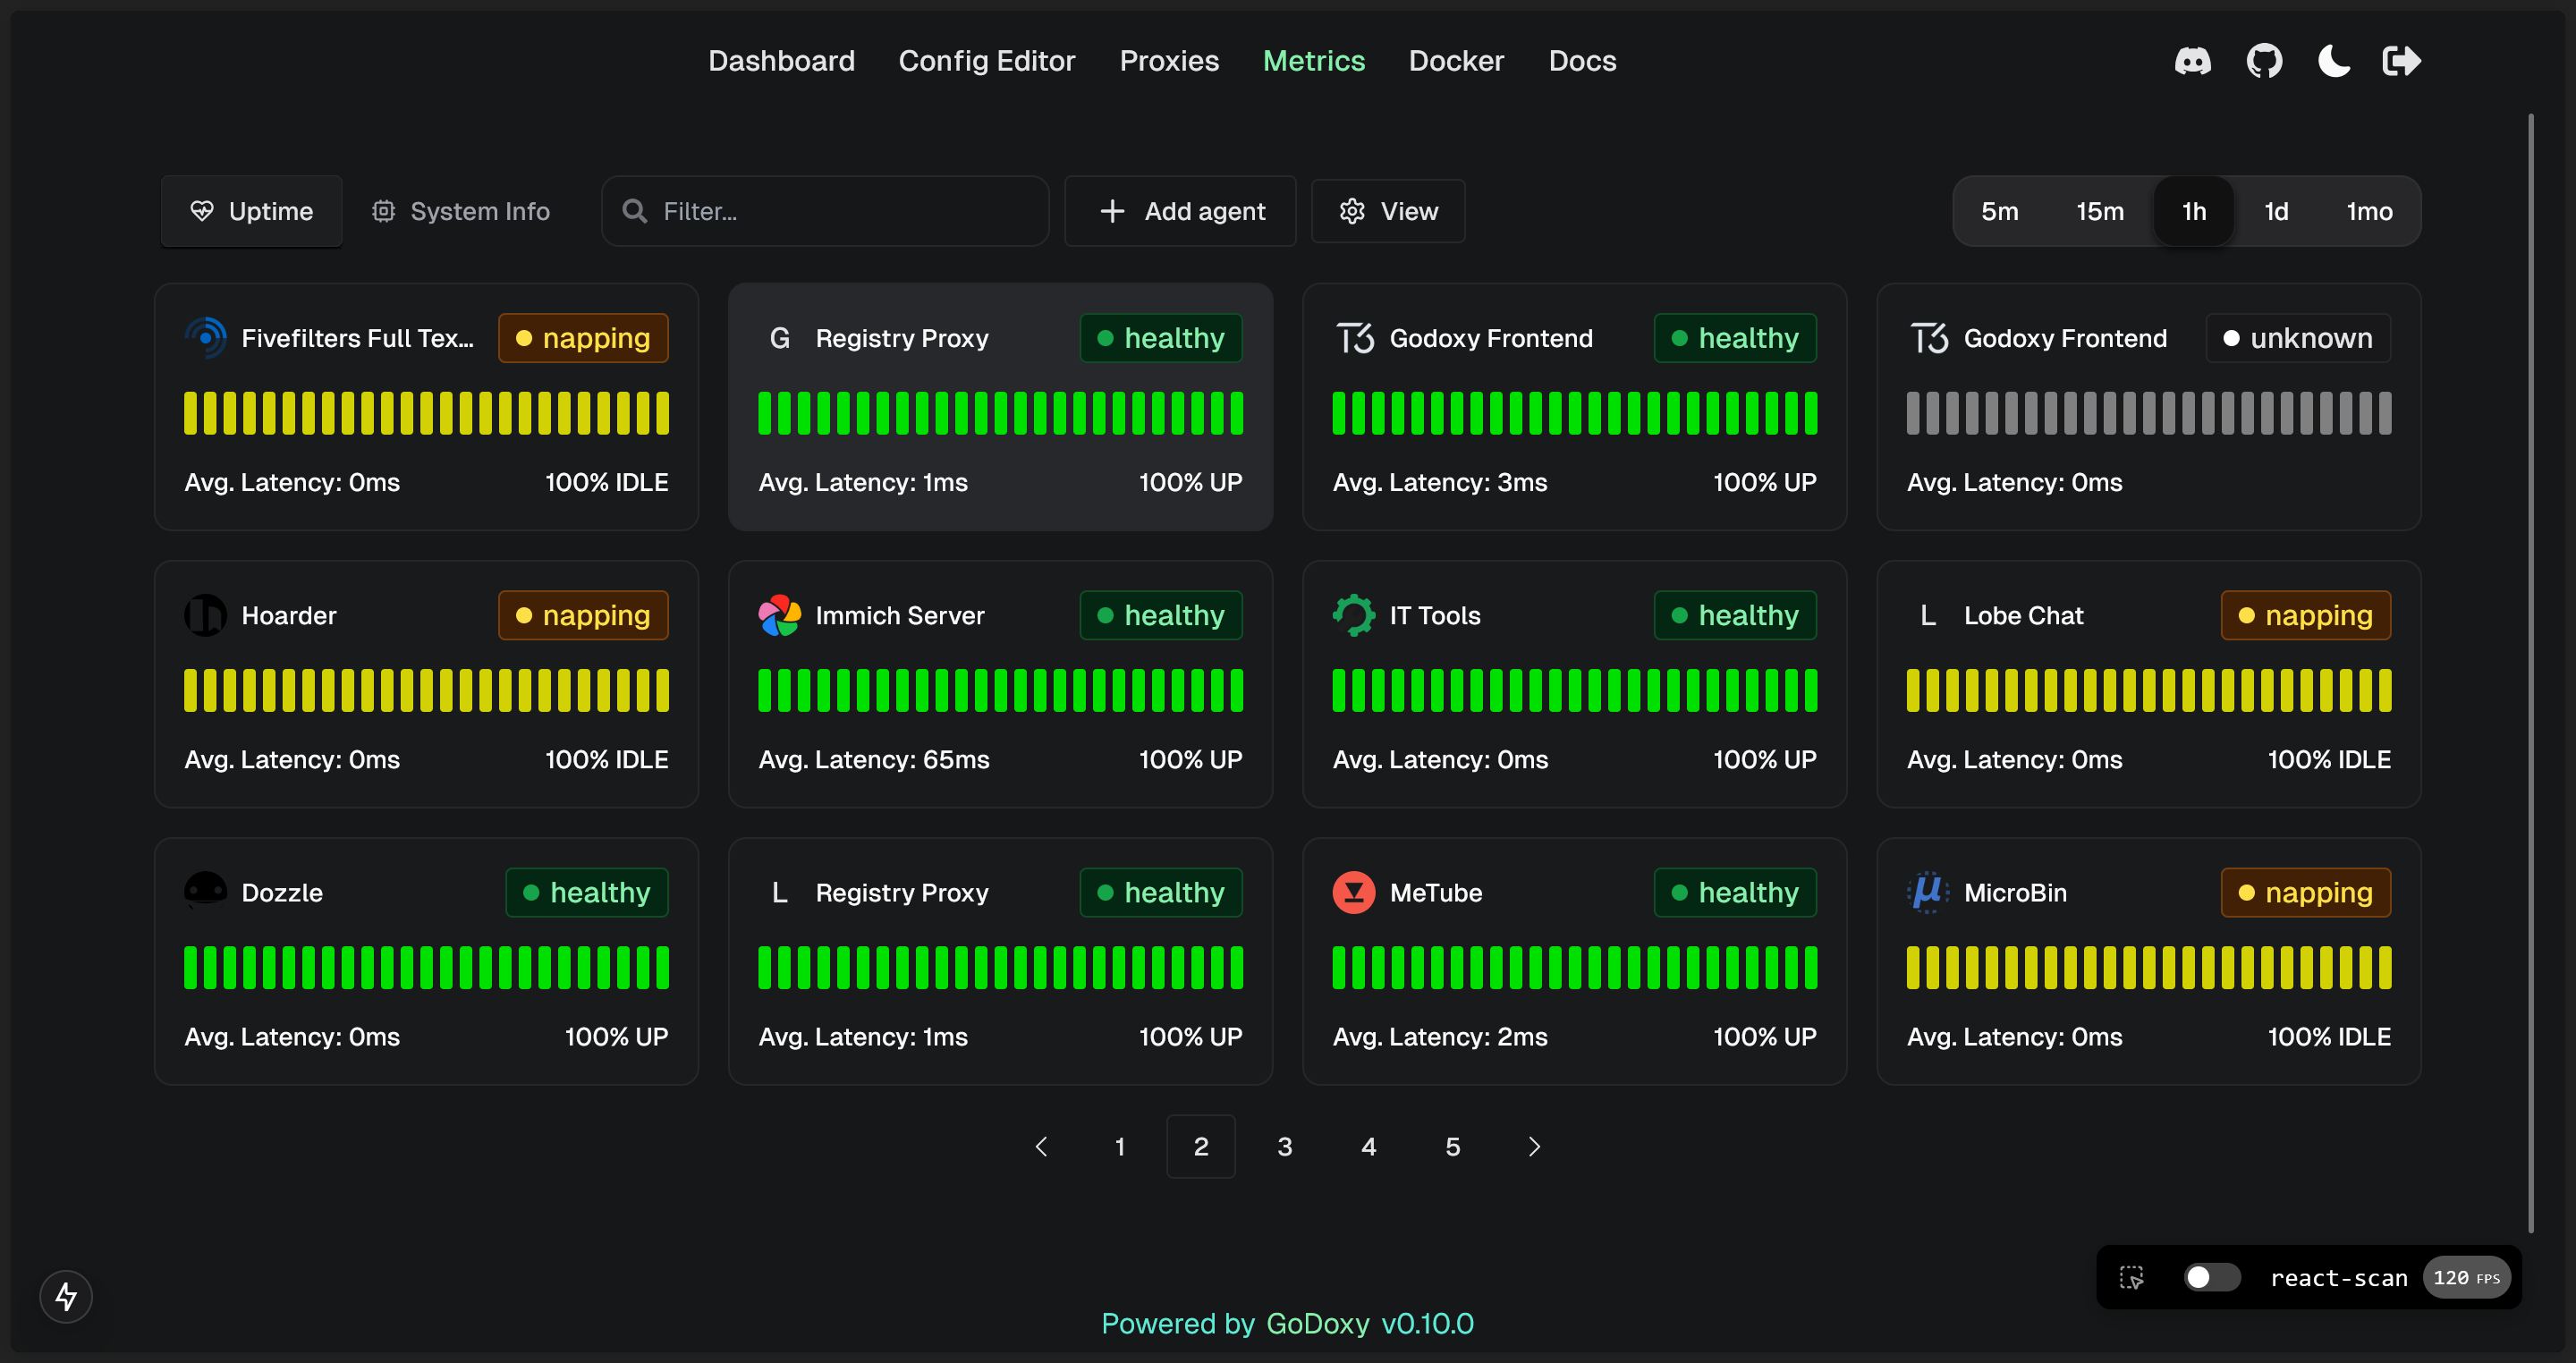 Dashboard Config Editor Proxies Metrics Docker Docs
Uptime System Info Filter... Add agent View 5m 15m 1h 1d 1mo
Fivefilters Full Tex... napping
Avg. Latency: 0ms 100% IDLE
G Registry Proxy healthy
Avg. Latency: 1ms 100% UP
T3 Godoxy Frontend healthy
Avg. Latency: 3ms 100% UP
T3 Godoxy Frontend unknown
Avg. Latency: 0ms
Hoarder napping
Avg. Latency: 0ms 100% IDLE
Immich Server healthy
Avg. Latency: 65ms 100% UP
IT Tools healthy
Avg. Latency: 0ms 100% UP
L Lobe Chat napping
Avg. Latency: 0ms 100% IDLE
Dozzle healthy
Avg. Latency: 0ms 100% UP
L Registry Proxy healthy
Avg. Latency: 1ms 100% UP
MeTube healthy
Avg. Latency: 2ms 100% UP
μ MicroBin napping
Avg. Latency: 0ms 100% IDLE
1 2 3 4 5
react-scan 120 FPS
Powered by GoDoxy v0.10.0